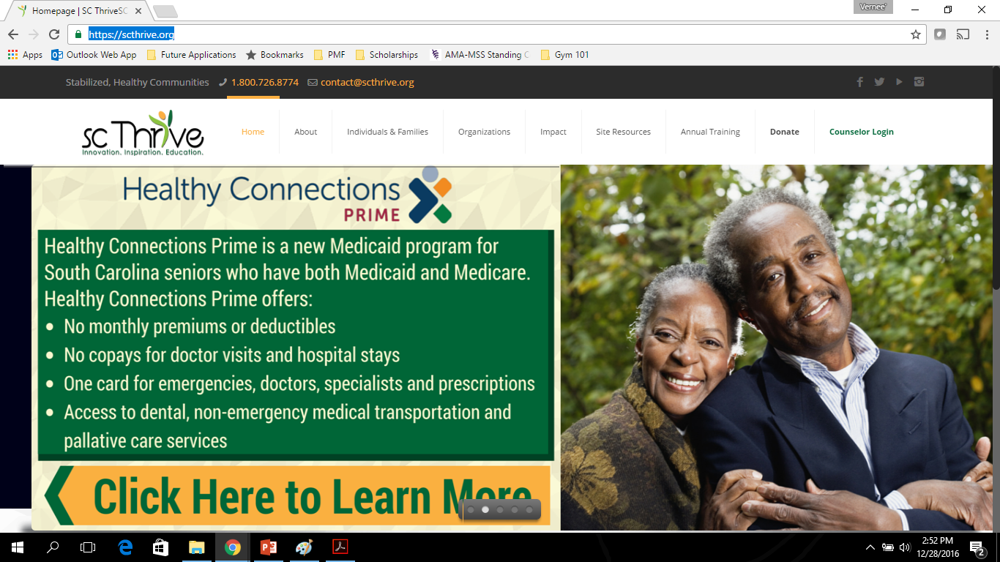 Homepage | SC ThriveSC
Vernee'
https://scthrive.org
Apps
Outlook Web App
Future Applications
Bookmarks
PMF
Scholarships
AMA-MSS Standing C
Gym 101
Stabilized, Healthy Communities
1.800.726.8774
contact@scthrive.org
sc Thrive
Innovation. Inspiration. Education.
Home
About
Individuals & Families
Organizations
Impact
Site Resources
Annual Training
Donate
Counselor Login
Healthy Connections
PRIME
Healthy Connections Prime is a new Medicaid program for
South Carolina seniors who have both Medicaid and Medicare.
Healthy Connections Prime offers:
• No monthly premiums or deductibles
• No copays for doctor visits and hospital stays
• One card for emergencies, doctors, specialists and prescriptions
• Access to dental, non-emergency medical transportation and
pallative care services
Click Here to Learn More
2:52 PM
12/28/2016
2